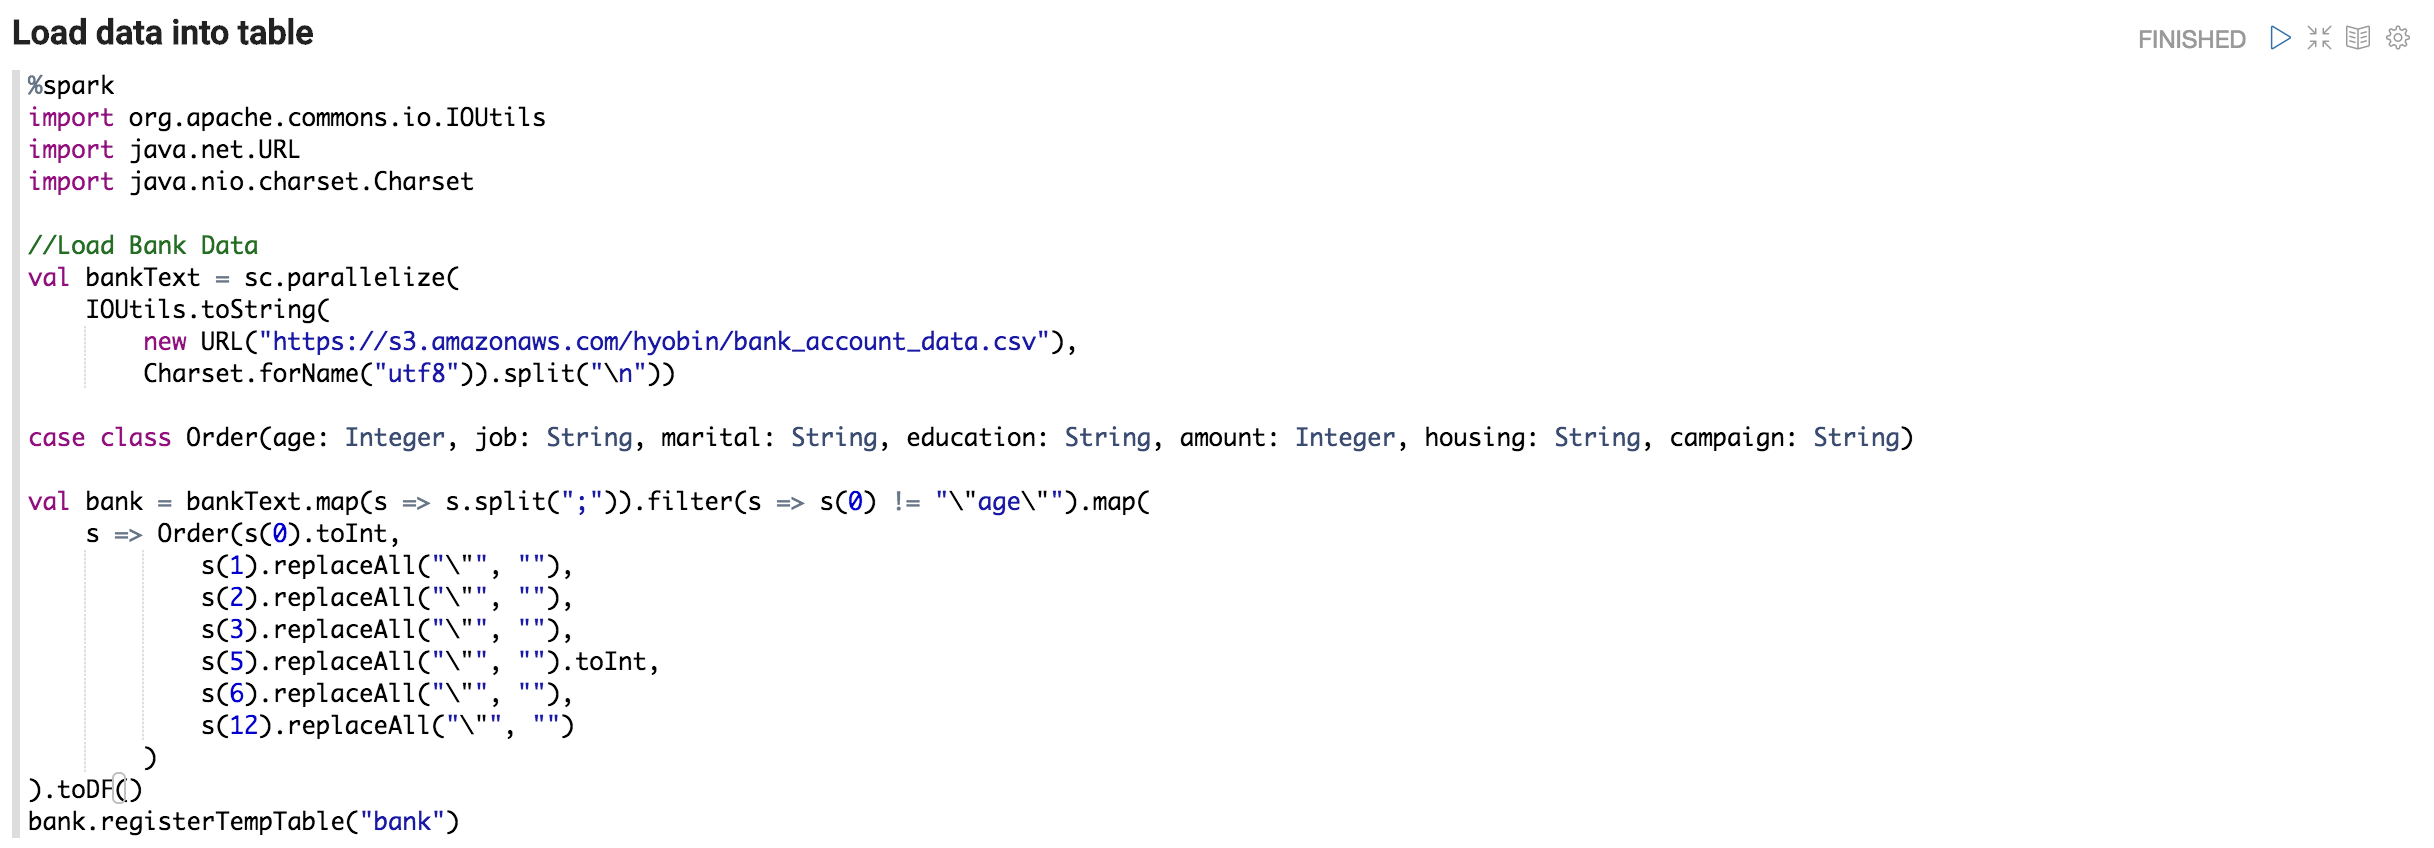 Load data into table
FINISHED
%spark
import org.apache.commons.io.IOUtils
import java.net.URL
import java.nio.charset.Charset
//Load Bank Data
val bankText = sc.parallelize(
    IOUtils.toString(
        new URL("https://s3.amazonaws.com/hyobin/bank_account_data.csv"),
        Charset.forName("utf8")).split("\n"))
case class Order(age: Integer, job: String, marital: String, education: String, amount: Integer, housing: String, campaign: String)
val bank = bankText.map(s => s.split(";")).filter(s => s(0) != "\"age\"").map(
    s => Order(s(0).toInt,
            s(1).replaceAll("\"", ""),
            s(2).replaceAll("\"", ""),
            s(3).replaceAll("\"", ""),
            s(5).replaceAll("\"", "").toInt,
            s(6).replaceAll("\"", ""),
            s(12).replaceAll("\"", "")
        )
).toDF()
bank.registerTempTable("bank")